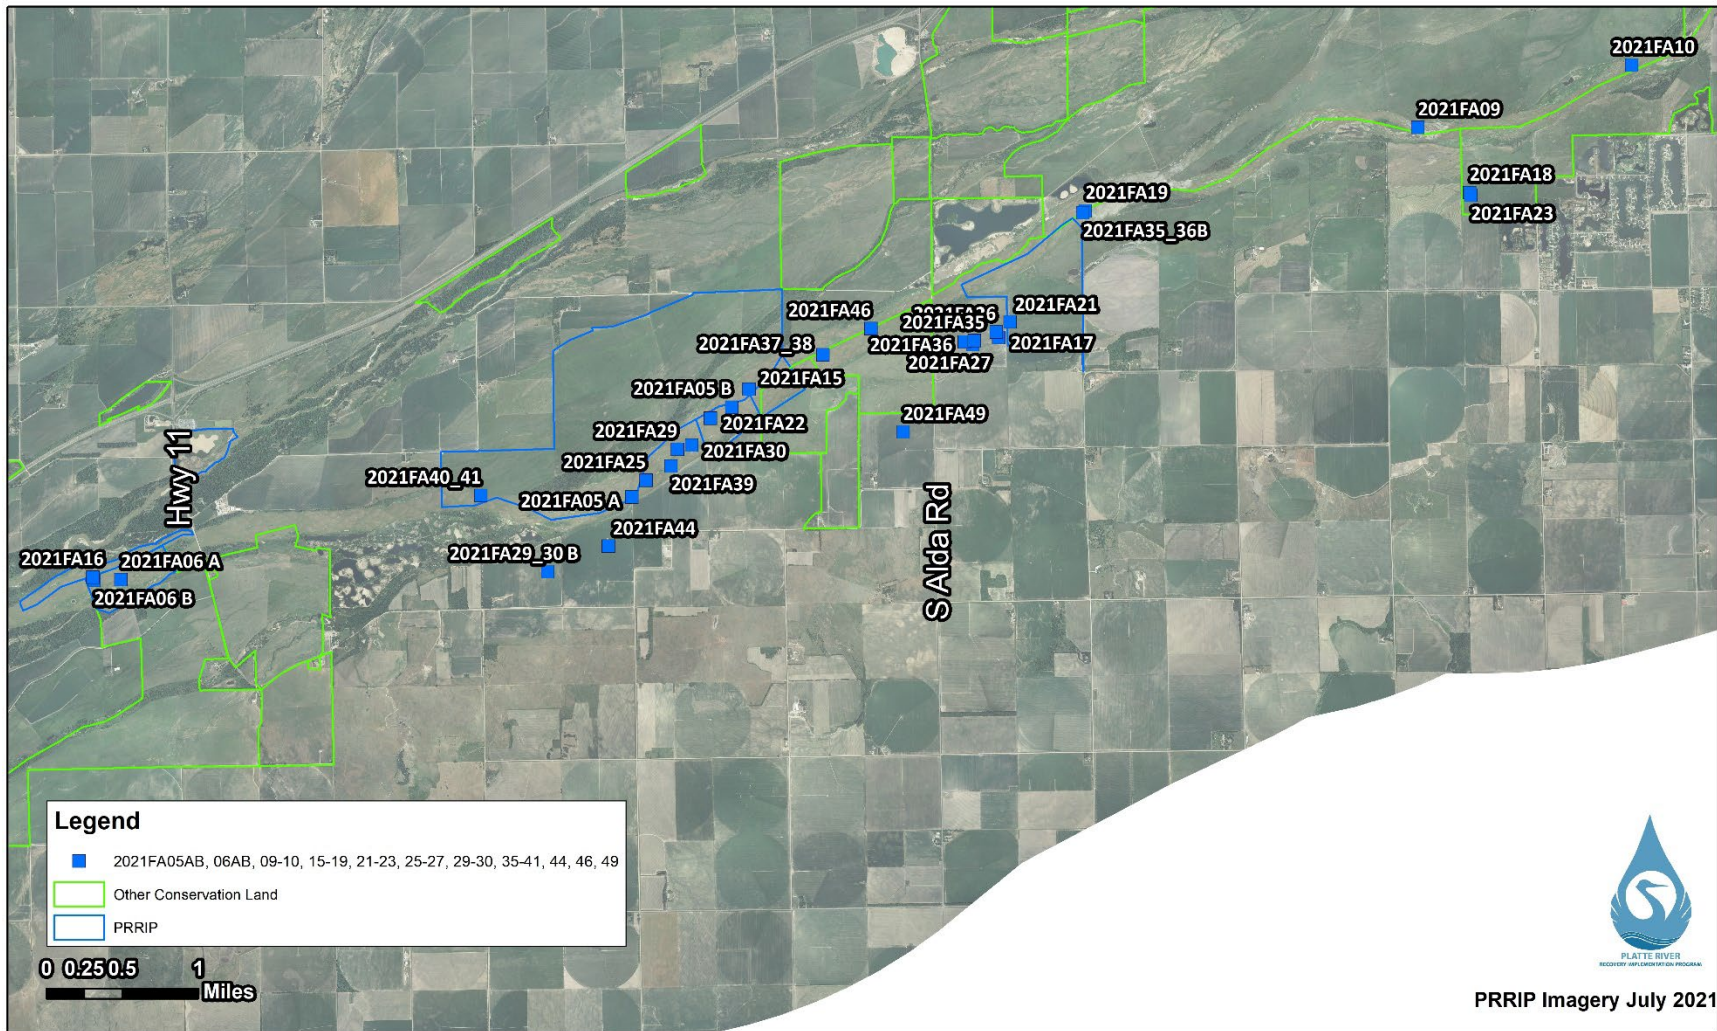 2021FA10
2021FA09
2021FA18
2021FA23
2021FA19
2021FA35_36B
2021FA46
2021FA21
2021FA35
2021FA36
2021FA17
2021FA27
2021FA37_38
2021FA15
2021FA05 B
2021FA22
2021FA49
2021FA29
2021FA30
2021FA25
2021FA39
2021FA40_41
2021FA05 A
2021FA44
2021FA29_30 B
Hwy 11
S Alda Rd
2021FA16
2021FA06 A
2021FA06 B
Legend
2021FA05AB, 06AB, 09-10, 15-19, 21-23, 25-27, 29-30, 35-41, 44, 46, 49
Other Conservation Land
PRRIP
0 0.25 0.5 1
Miles
PLATTE RIVER
RECOVERY IMPLEMENTATION PROGRAM
PRRIP Imagery July 2021